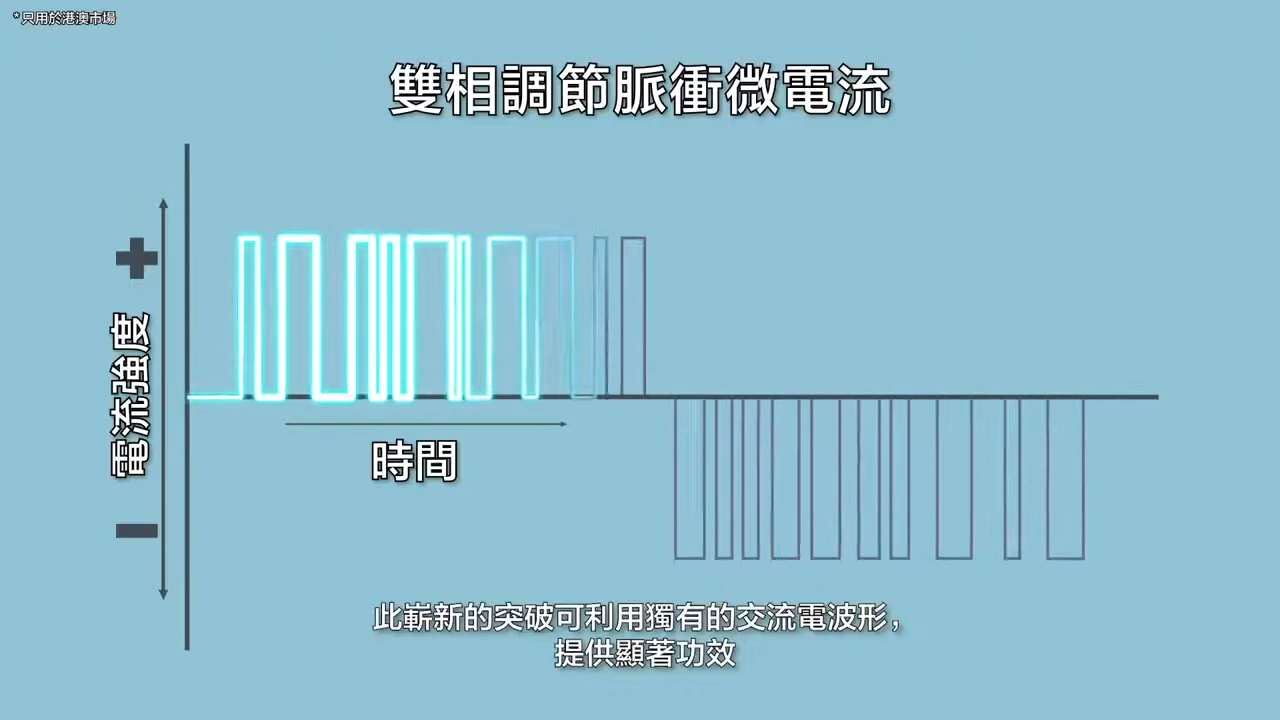 *只用於港澳市場
雙相調節脈衝微電流
電流強度
時間
此嶄新的突破可利用獨有的交流電波形，
提供顯著功效